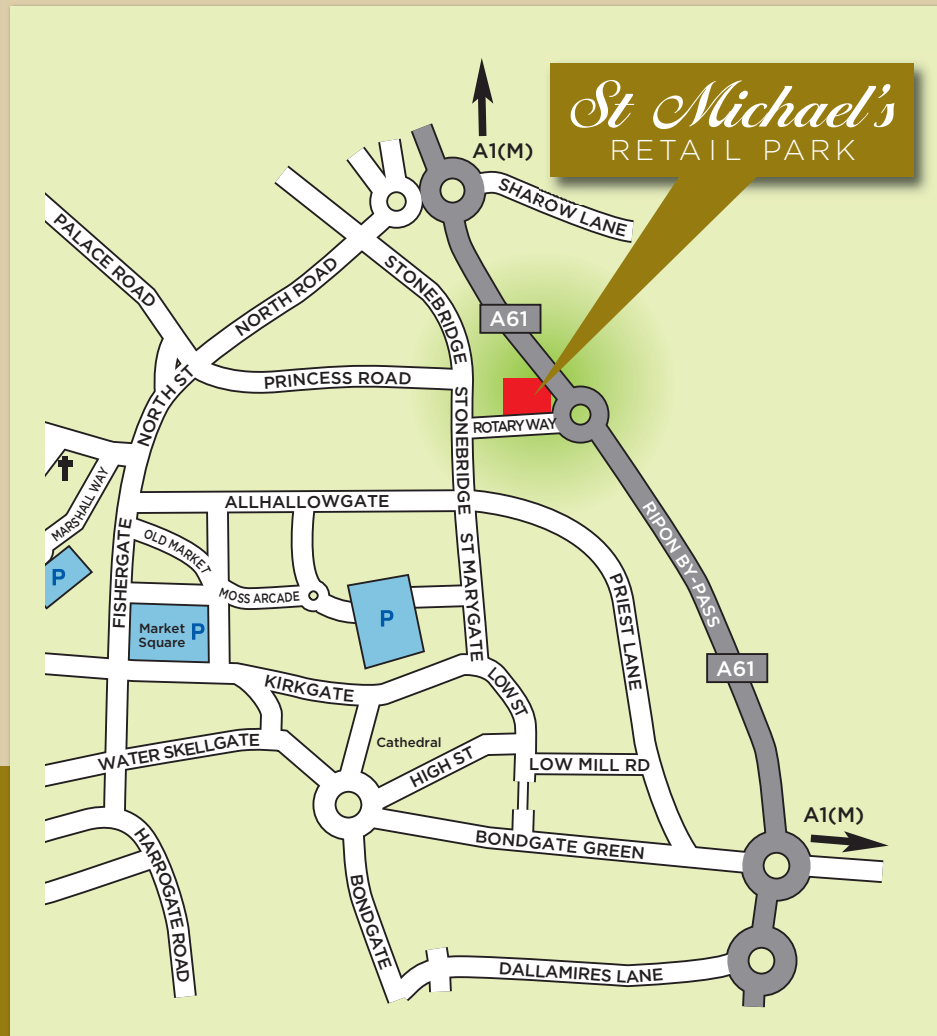 St Michael's
RETAIL PARK
A1(M)
SHAROW LANE
PALACE ROAD
NORTH ROAD
STONEBRIDGE
A61
PRINCESS ROAD
NORTH ST
STONEBRIDGE
ROTARY WAY
MARSHALL WAY
ALLHALLOWGATE
RIPON BY-PASS
FISHERGATE
OLD MARKET
ST MARYGATE
P
MOSS ARCADE
P
PRIEST LANE
Market
Square
P
A61
KIRKGATE
LOW ST
WATER SKELLGATE
Cathedral
HIGH ST
LOW MILL RD
A1(M)
HARROGATE ROAD
BONDGATE GREEN
BONDGATE
DALLAMIRES LANE